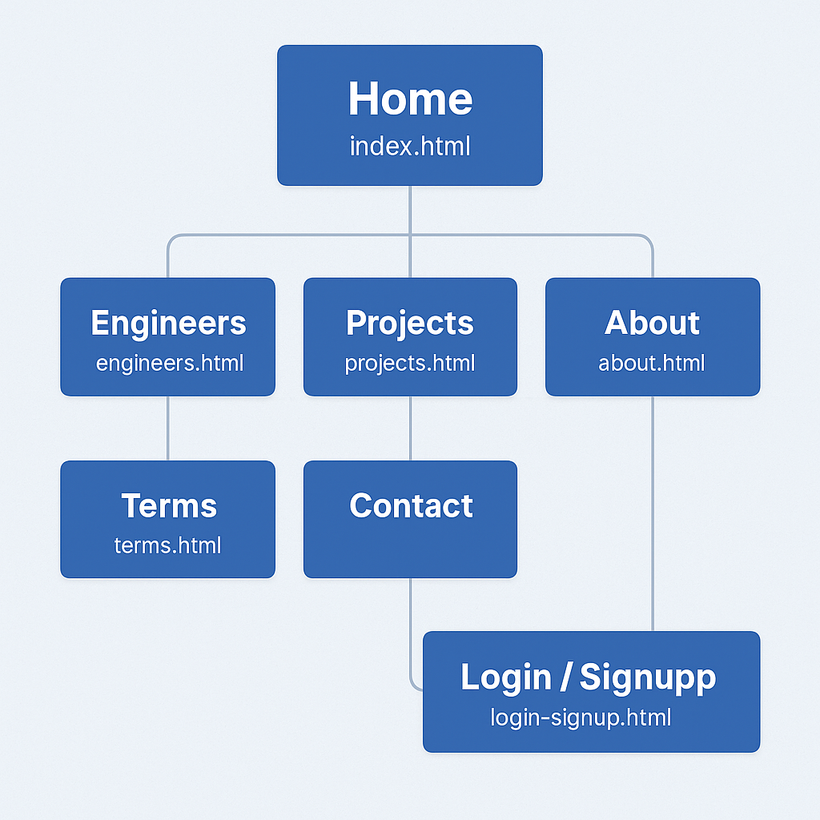 Home
index.html
Engineers
engineers.html
Projects
projects.html
About
about.html
Terms
terms.html
Contact
Login / Signupp
login-signup.html